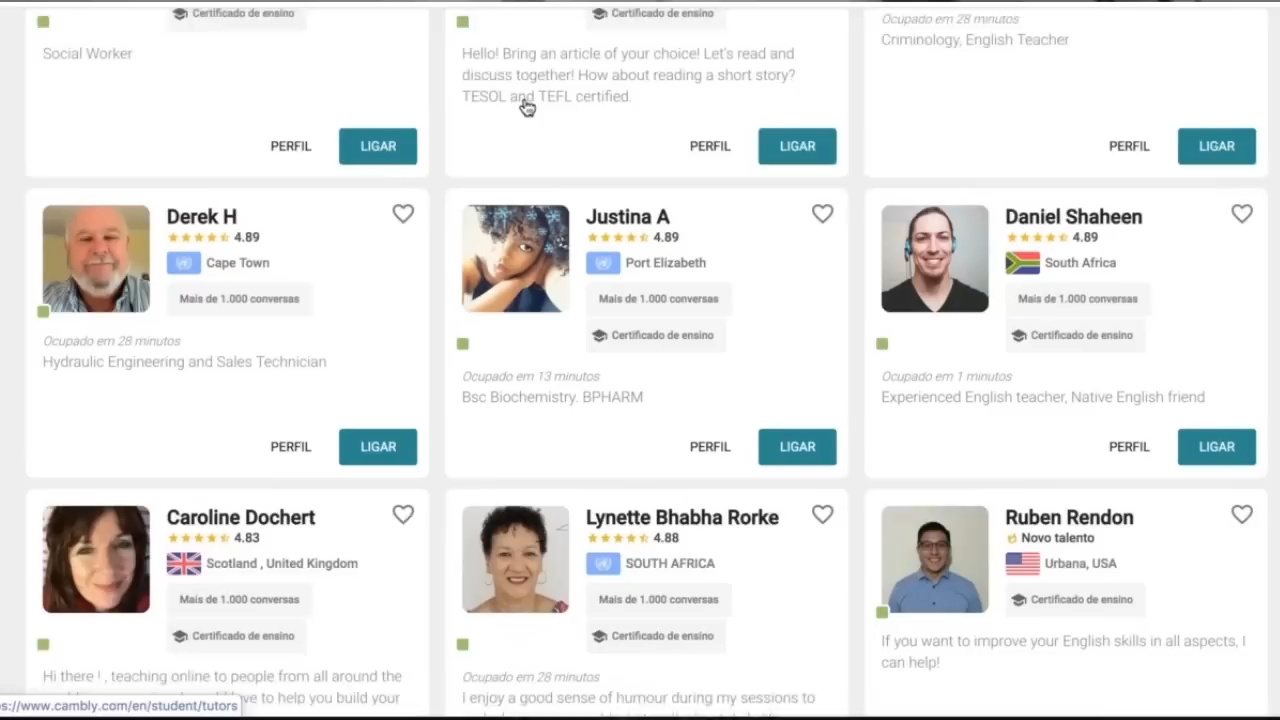 Certificado de ensino
Social Worker
PERFIL
LIGAR
Certificado de ensino
Hello! Bring an article of your choice! Let's read and
discuss together! How about reading a short story?
TESOL and TEFL certified.
PERFIL
LIGAR
Ocupado em 28 minutos
Criminology, English Teacher
PERFIL
LIGAR
Derek H
4.89
Cape Town
Mais de 1.000 conversas
Ocupado em 28 minutos
Hydraulic Engineering and Sales Technician
PERFIL
LIGAR
Justina A
4.89
Port Elizabeth
Mais de 1.000 conversas
Certificado de ensino
Ocupado em 13 minutos
Bsc Biochemistry. BPHARM
PERFIL
LIGAR
Daniel Shaheen
4.89
South Africa
Mais de 1.000 conversas
Certificado de ensino
Ocupado em 1 minutos
Experienced English teacher, Native English friend
PERFIL
LIGAR
Caroline Dochert
4.83
Scotland , United Kingdom
Mais de 1.000 conversas
Certificado de ensino
Hi there ! , teaching online to people from all around the
love to help you build your
Lynette Bhabha Rorke
4.88
SOUTH AFRICA
Mais de 1.000 conversas
Certificado de ensino
Ocupado em 28 minutos
I enjoy a good sense of humour during my sessions to
Ruben Rendon
Novo talento
Urbana, USA
Certificado de ensino
If you want to improve your English skills in all aspects, I
can help!
s://www.cambly.com/en/student/tutors